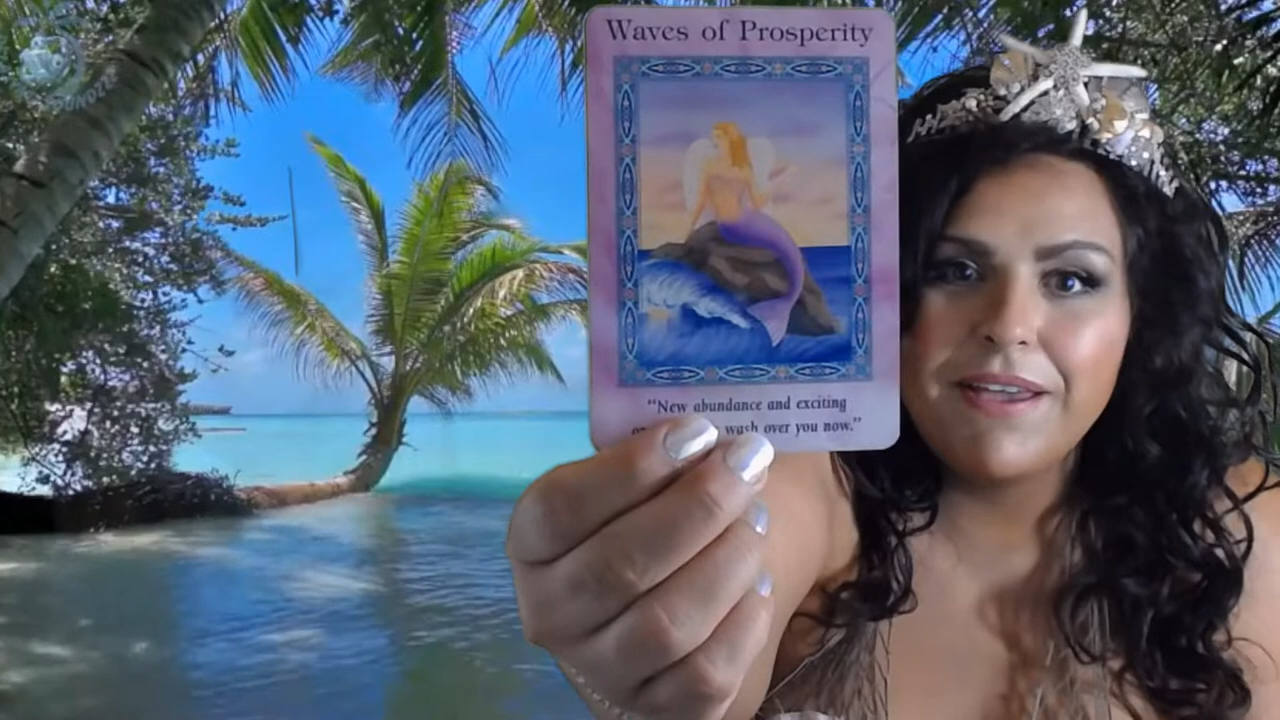 Waves of Prosperity
"New abundance and exciting
wash over you now."